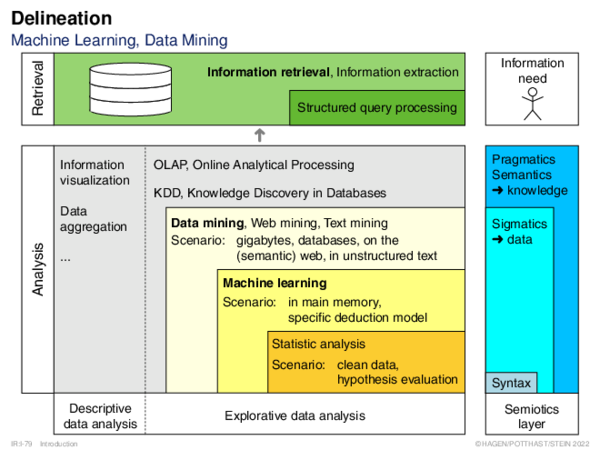 Delineation
Machine Learning, Data Mining
Retrieval
Information retrieval, Information extraction
Structured query processing
Information
need
Analysis
Information
visualization
Data
aggregation
...
OLAP, Online Analytical Processing
KDD, Knowledge Discovery in Databases
Data mining, Web mining, Text mining
Scenario: gigabytes, databases, on the
(semantic) web, in unstructured text
Machine learning
Scenario: in main memory,
specific deduction model
Statistic analysis
Scenario: clean data,
hypothesis evaluation
Pragmatics
Semantics
➜ knowledge
Sigmatics
➜ data
Syntax
Descriptive
data analysis
Explorative data analysis
Semiotics
layer
IR:I-79 Introduction
©HAGEN/POTTHAST/STEIN 2022